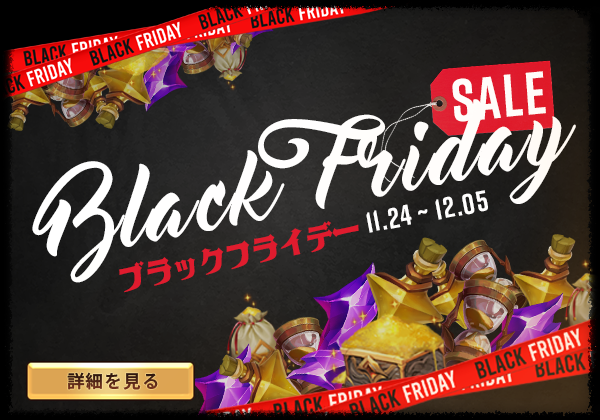 BLACK FRIDAY BLACK FRIDAY BLACK
FRIDAY BLACK FRIDAY
SALE
Black Friday
ブラックフライデー 11.24 ~ 12.05
詳細を見る
BLACK FRIDAY BLACK FRIDAY BLACK FRIDAY
BLACK FRIDAY BLACK